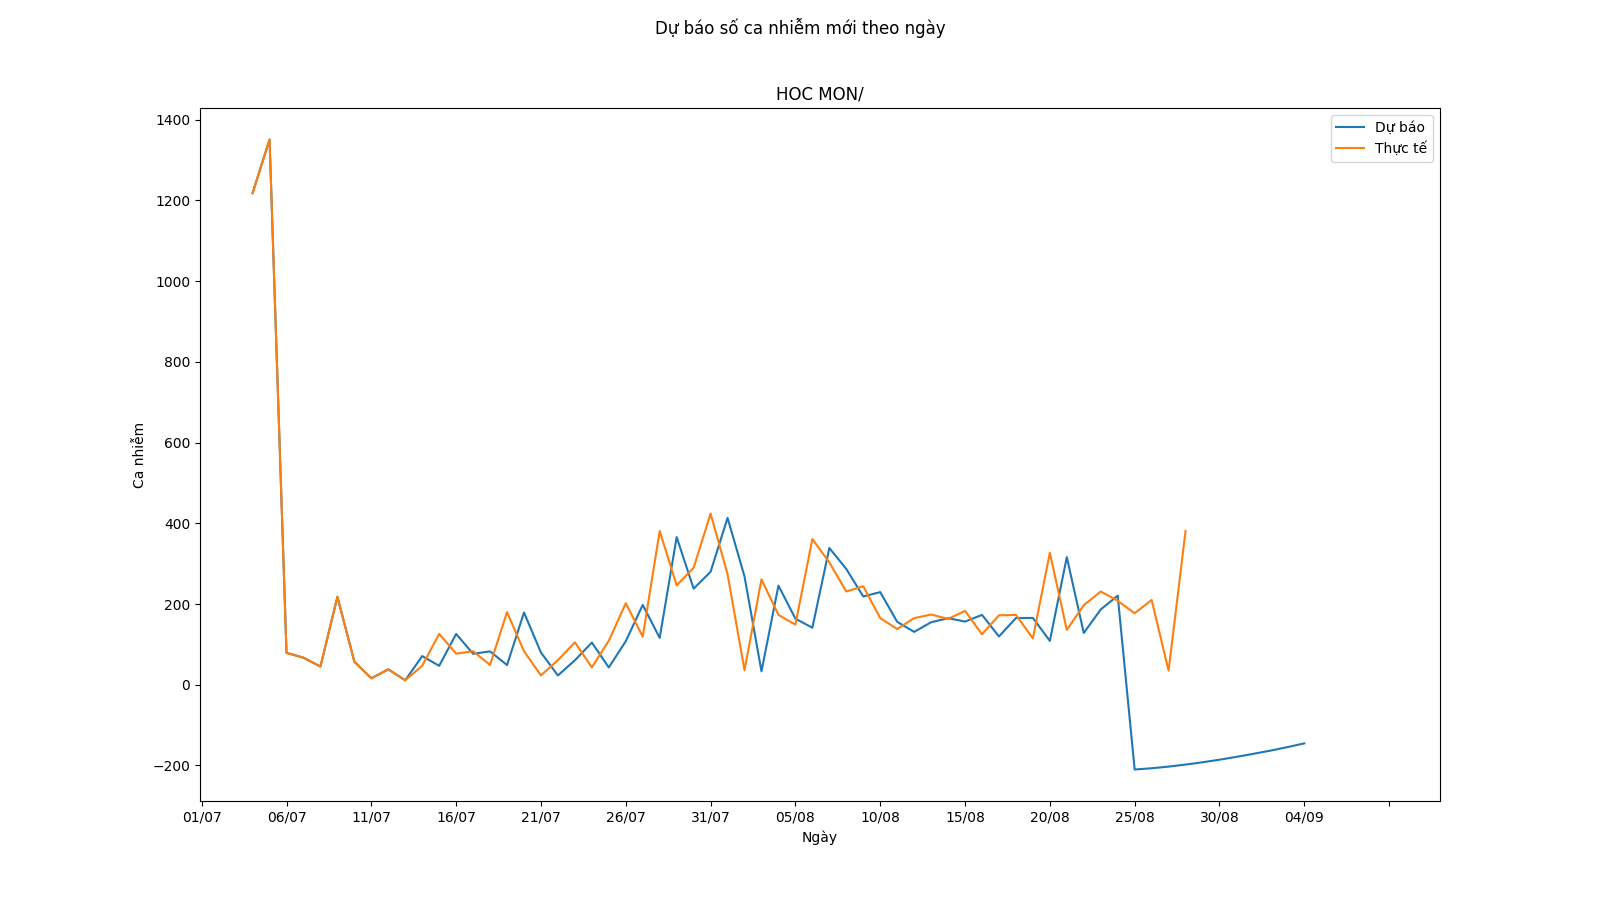 Dự báo số ca nhiễm mới theo ngày
HOC MON/
1400
1200
1000
800
600
400
200
0
−200
Ca nhiễm
Dự báo
Thực tế
01/07 06/07 11/07 16/07 21/07 26/07 31/07 05/08 10/08 15/08 20/08 25/08 30/08 04/09
Ngày